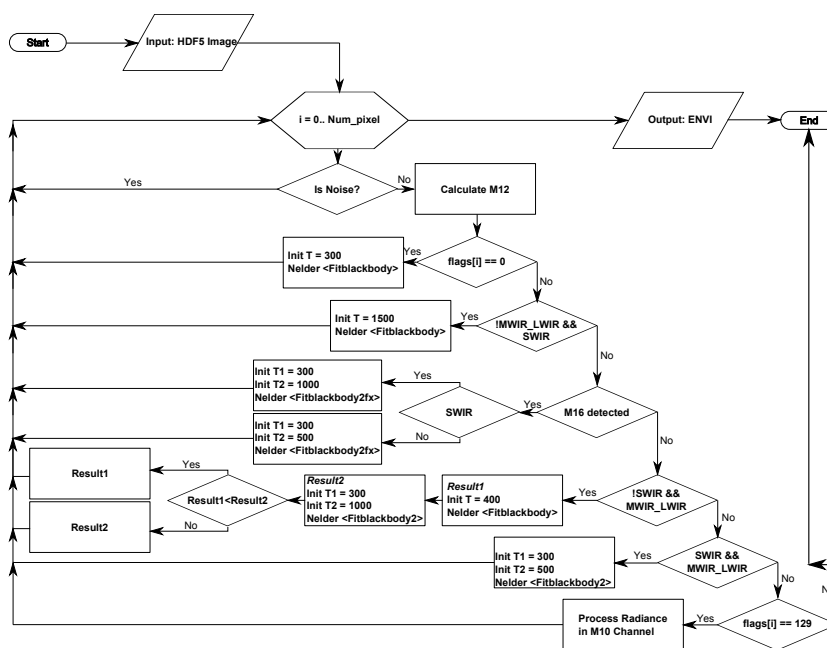 Start
Input: HDF5 Image
i = 0.. Num_pixel
Output: ENVI
End
Is Noise?
Yes
No
Calculate M12
flags[i] == 0
Yes
No
Init T = 300
Nelder <Fitblackbody>
!MWIR_LWIR &&
SWIR
Yes
No
Init T = 1500
Nelder <Fitblackbody>
M16 detected
Yes
No
SWIR
Yes
No
Init T1 = 300
Init T2 = 1000
Nelder <Fitblackbody2fx>
Init T1 = 300
Init T2 = 500
Nelder <Fitblackbody2fx>
!SWIR &&
MWIR_LWIR
Yes
No
Result1
Init T = 400
Nelder <Fitblackbody>
Result2
Init T1 = 300
Init T2 = 1000
Nelder <Fitblackbody2>
Result1<Result2
Yes
No
Result1
Result2
SWIR &&
MWIR_LWIR
Yes
No
Init T1 = 300
Init T2 = 500
Nelder <Fitblackbody2>
flags[i] == 129
Yes
Process Radiance
in M10 Channel